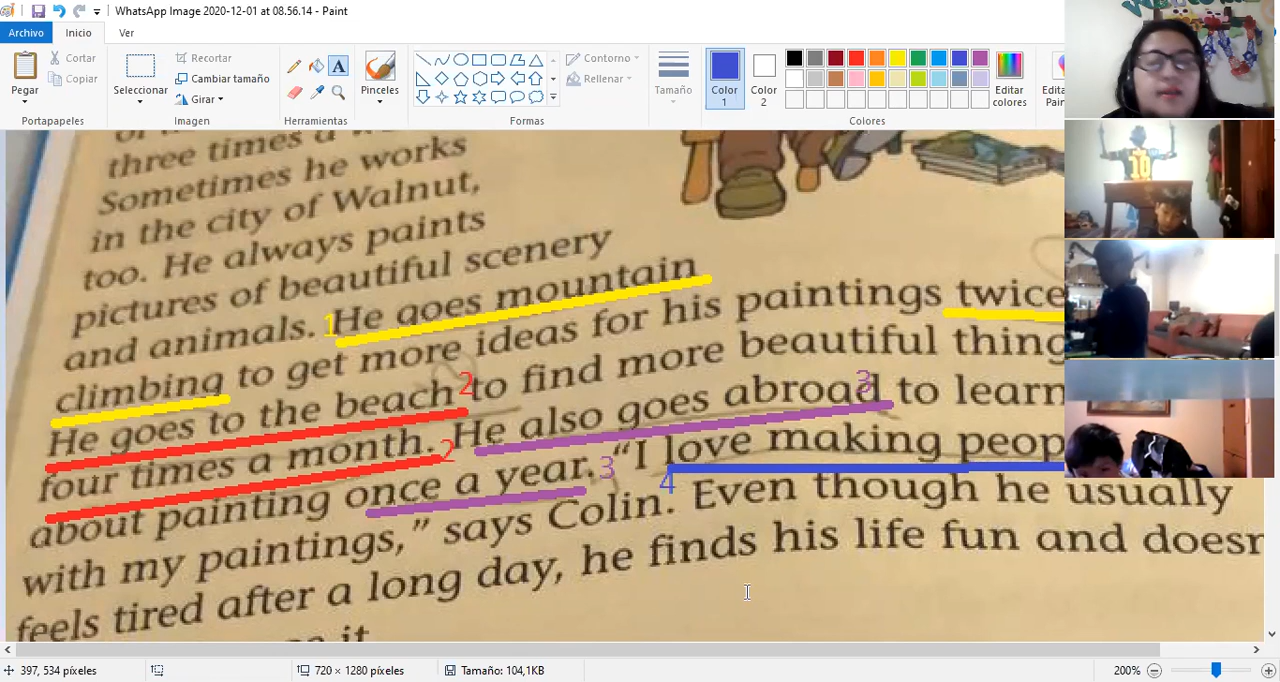 WhatsApp Image 2020-12-01 at 08.56.14 - Paint
Archivo Inicio Ver
Pegar
Cortar
Copiar
Portapapeles
Seleccionar
Recortar
Cambiar tamaño
Girar
Imagen
A
Herramientas
Pinceles
Formas
Contorno
Rellenar
Tamaño
Color 1
Color 2
Colores
Editar colores
three times a
Sometimes he works
in the city of Walnut,
too. He always paints
pictures of beautiful scenery
and animals. 1 He goes mountain
climbing to get more ideas for his paintings twice
He goes to the beach 2 to find more beautiful thing
four times a month. 2 He also goes abroad 3 to learn
about painting once a year. 3 "I 4 love making peop
with my paintings," says Colin. Even though he usually
feels tired after a long day, he finds his life fun and doesn
it
10
397, 534 píxeles
720 × 1280 píxeles
Tamaño: 104,1KB
200%